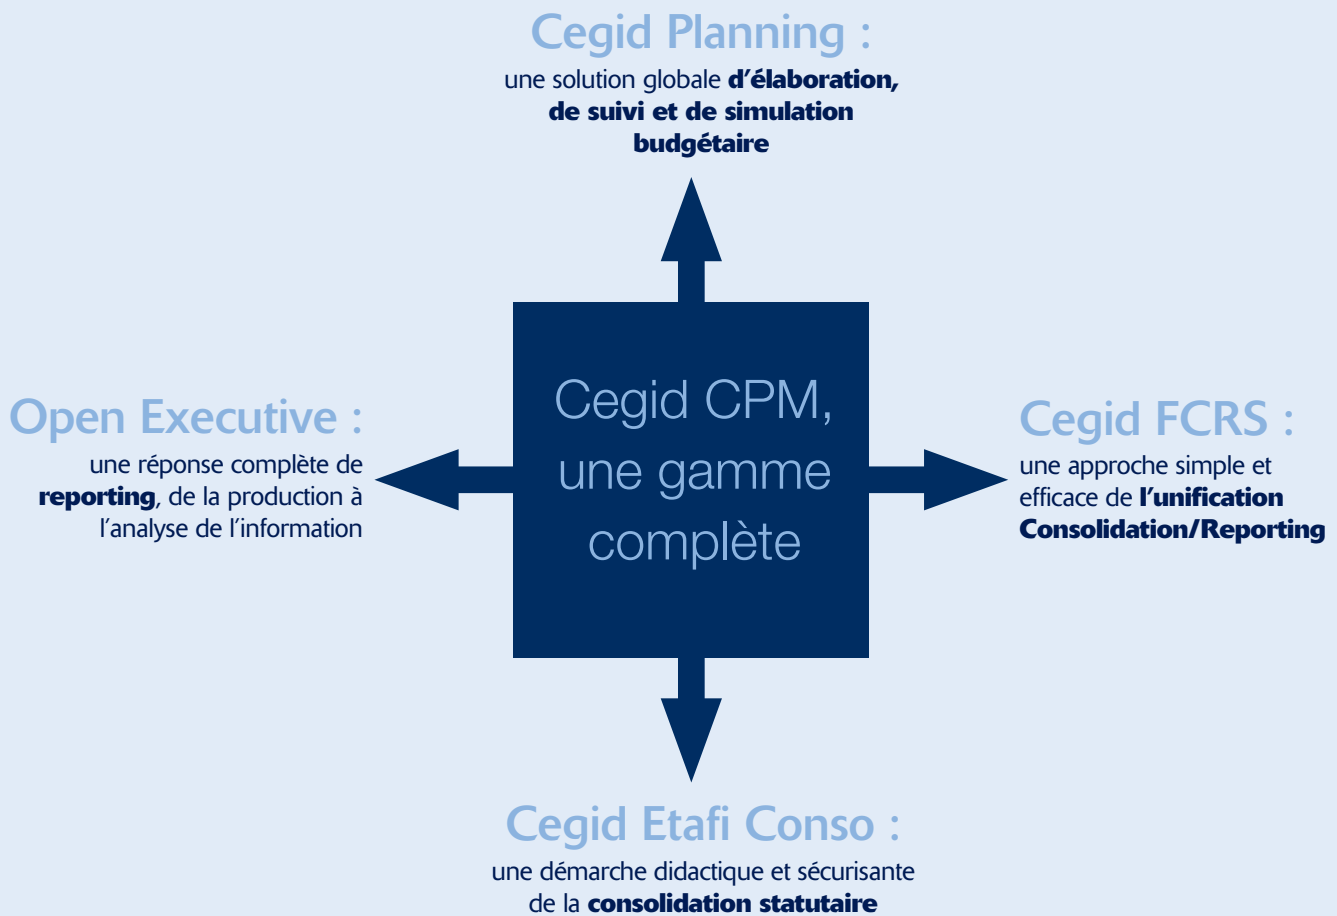 Cegid Planning :
une solution globale d’élaboration,
de suivi et de simulation
budgétaire
Open Executive :
une réponse complète de
reporting, de la production à
l’analyse de l’information
Cegid CPM,
une gamme
complète
Cegid FCRS :
une approche simple et
efficace de l’unification
Consolidation/Reporting
Cegid Etafi Conso :
une démarche didactique et sécurisante
de la consolidation statutaire